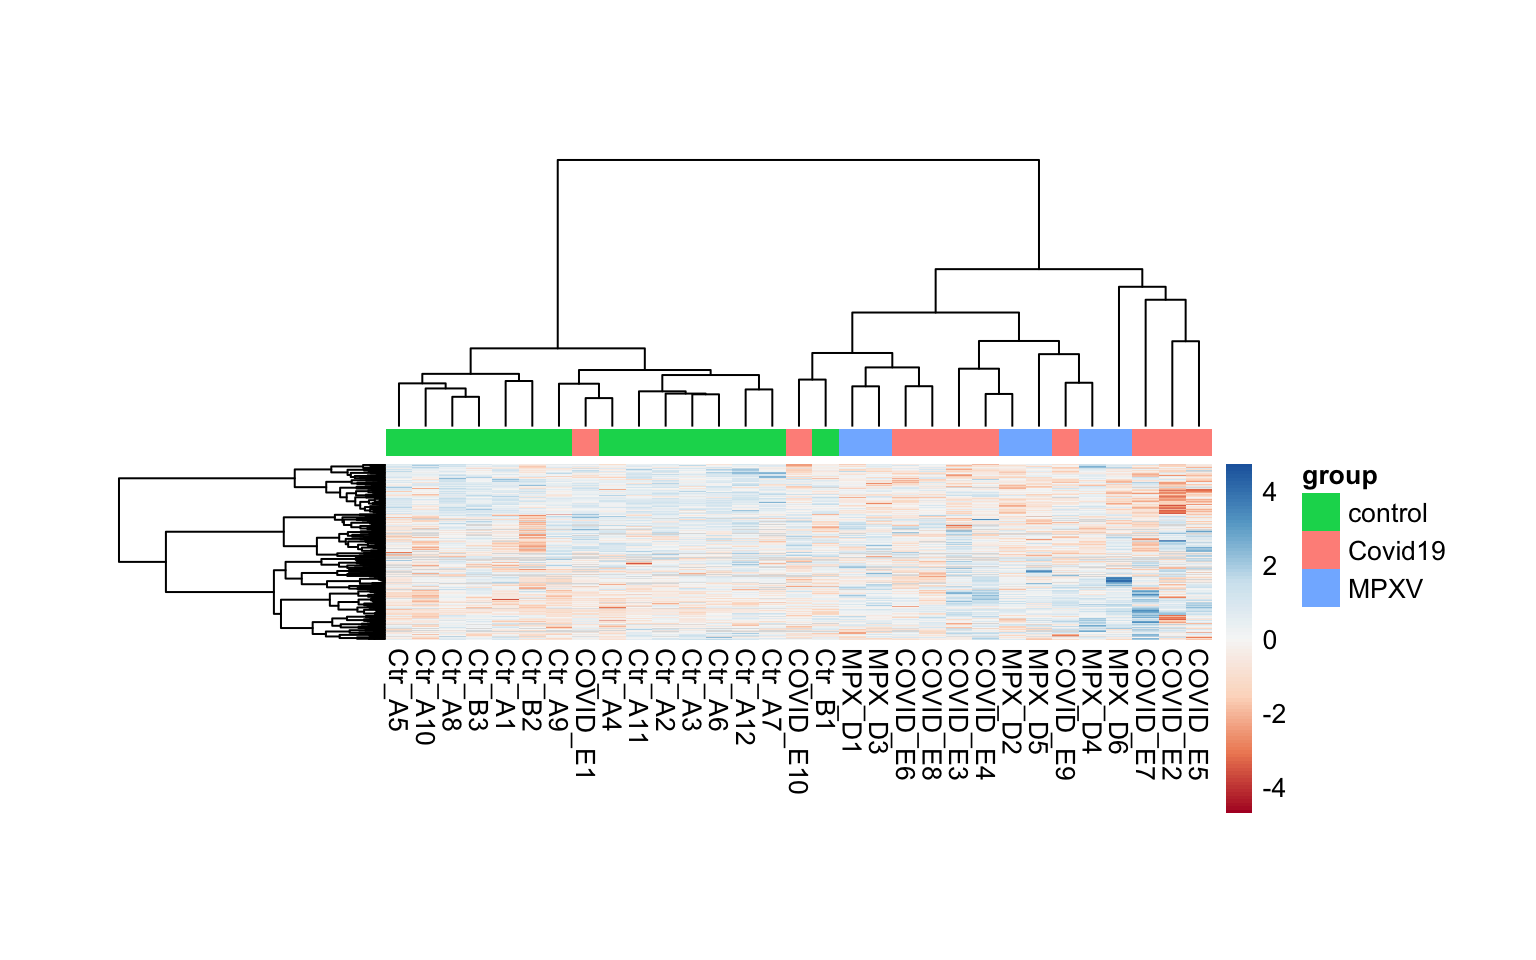 group
control
Covid19
MPXV
4
2
0
-2
-4
Ctr_A5
Ctr_A10
Ctr_A8
Ctr_B3
Ctr_A1
Ctr_B2
Ctr_A9
COVID_E1
Ctr_A4
Ctr_A11
Ctr_A2
Ctr_A3
Ctr_A6
Ctr_A12
Ctr_A7
COVID_E10
Ctr_B1
MPX_D1
MPX_D3
COVID_E6
COVID_E8
COVID_E3
COVID_E4
MPX_D2
MPX_D5
COVID_E9
MPX_D4
MPX_D6
COVID_E7
COVID_E2
COVID_E5